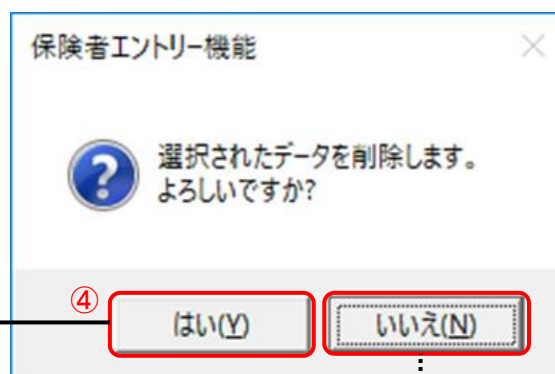 保険者エントリー機能
選択されたデータを削除します。
よろしいですか?
④
はい(Y)
いいえ(N)